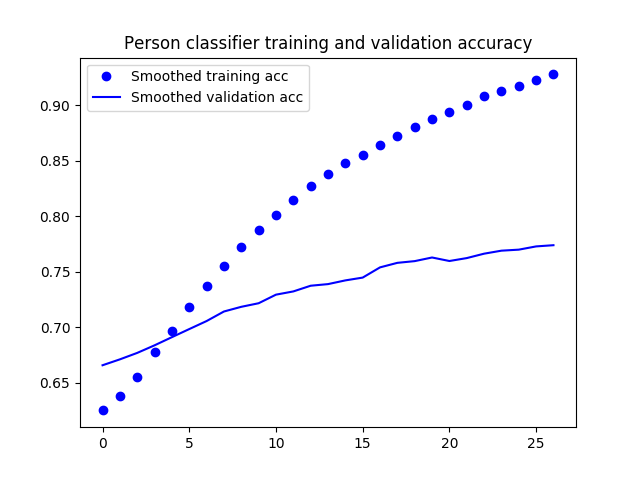 Person classifier training and validation accuracy
Smoothed training acc
Smoothed validation acc
0.90
0.85
0.80
0.75
0.70
0.65
0 5 10 15 20 25